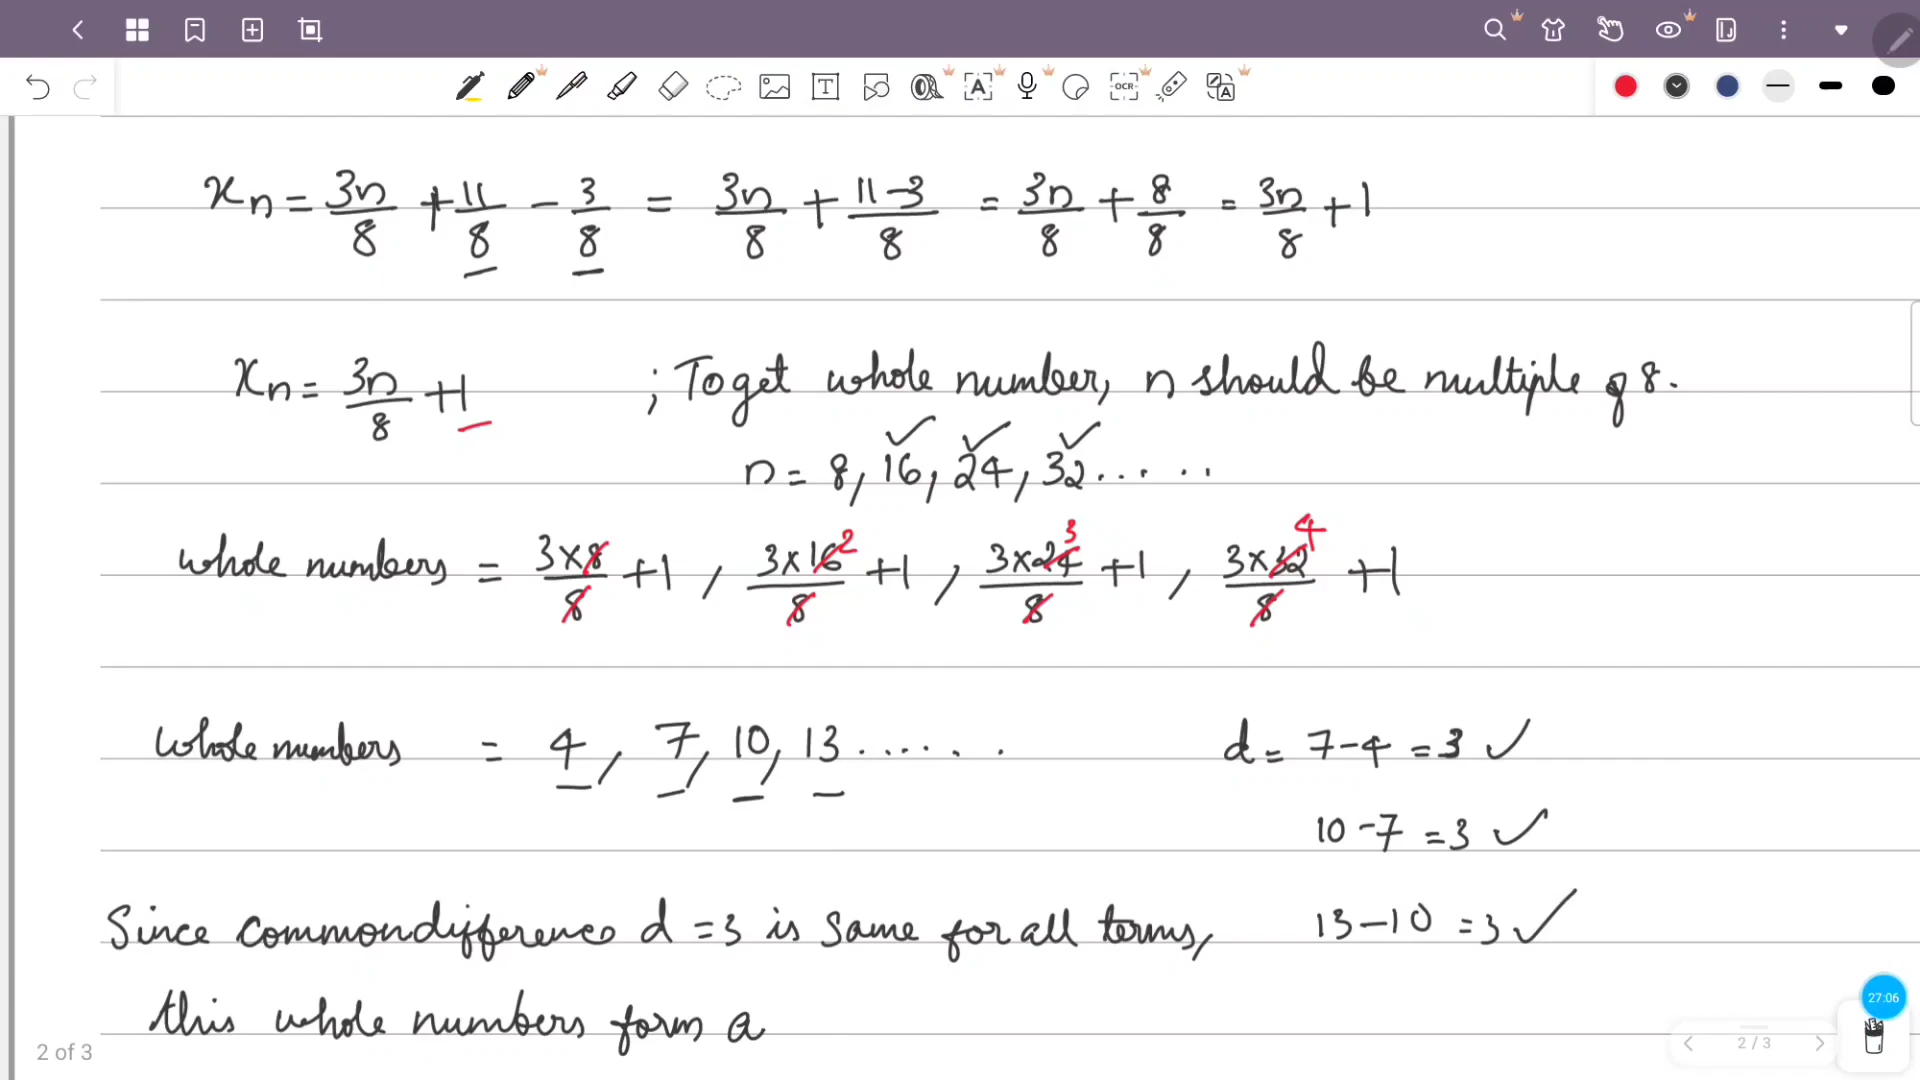 OCR
xn = 3n/8 + 11/8 - 3/8 = 3n/8 + 11-3/8 = 3n/8 + 8/8 = 3n/8 + 1
xn = 3n/8 + 1 ; To get whole number, n should be multiple of 8.
n = 8, 16, 24, 32......
whole numbers = 3×8/8 + 1, 3×16/8 2 + 1, 3×24/8 3 + 1, 3×32/8 4 + 1
whole numbers = 4, 7, 10, 13...... d = 7-4 = 3 ✓
10-7 = 3 ✓
Since common difference d = 3 is same for all terms, 13-10 = 3 ✓
this whole numbers form a
27:06
2 of 3
2 / 3